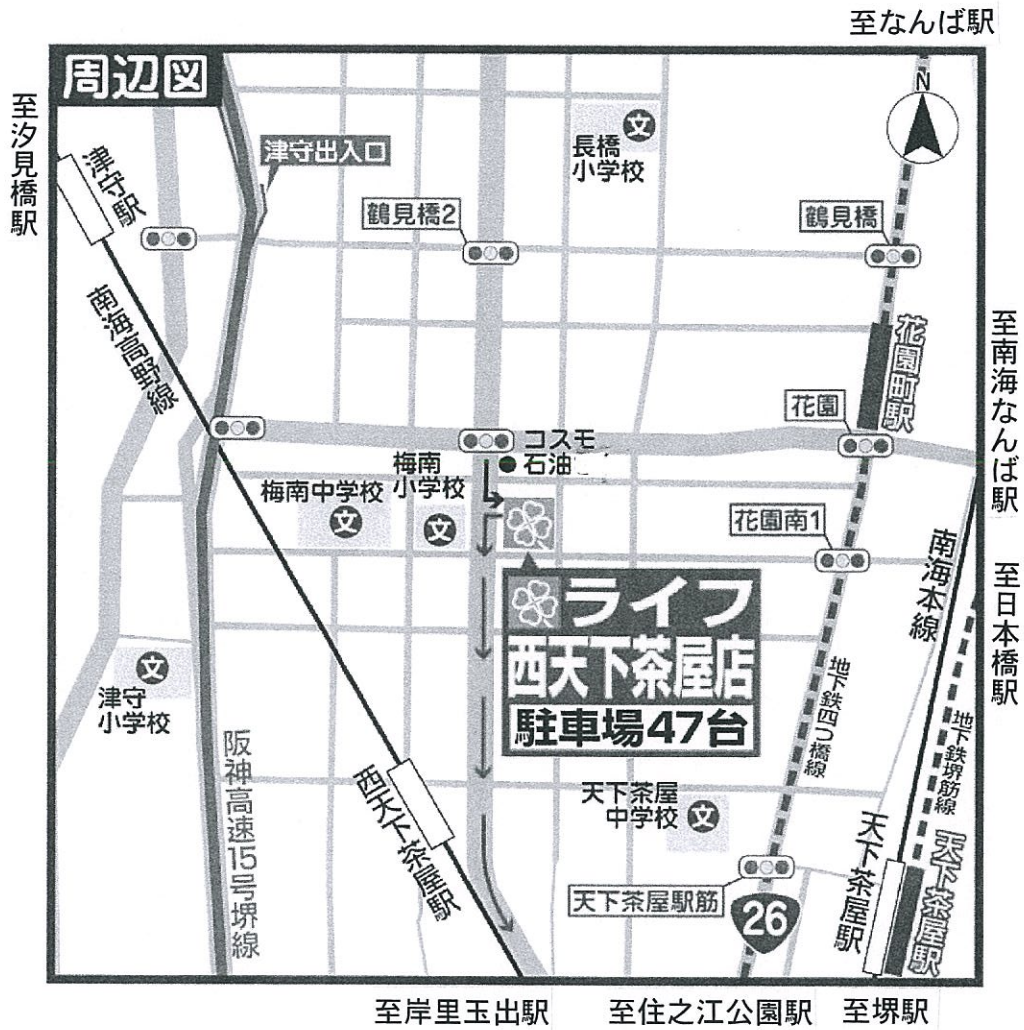 至なんば駅
周辺図
至汐見橋駅
N
津守駅
津守出入口
文
長橋
小学校
鶴見橋2
鶴見橋
南海高野線
花園町駅
至南海なんば駅
花園
コスモ
石油
梅南
小学校
梅南中学校
文
文
花園南1
南海本線
至日本橋駅
ライフ
西天下茶屋店
駐車場47台
文
津守
小学校
地下鉄四つ橋線
地下鉄堺筋線
阪神高速15号堺線
西天下茶屋駅
天下茶屋
中学校
文
天下茶屋駅
天下茶屋駅
天下茶屋駅筋
26
至岸里玉出駅
至住之江公園駅
至堺駅